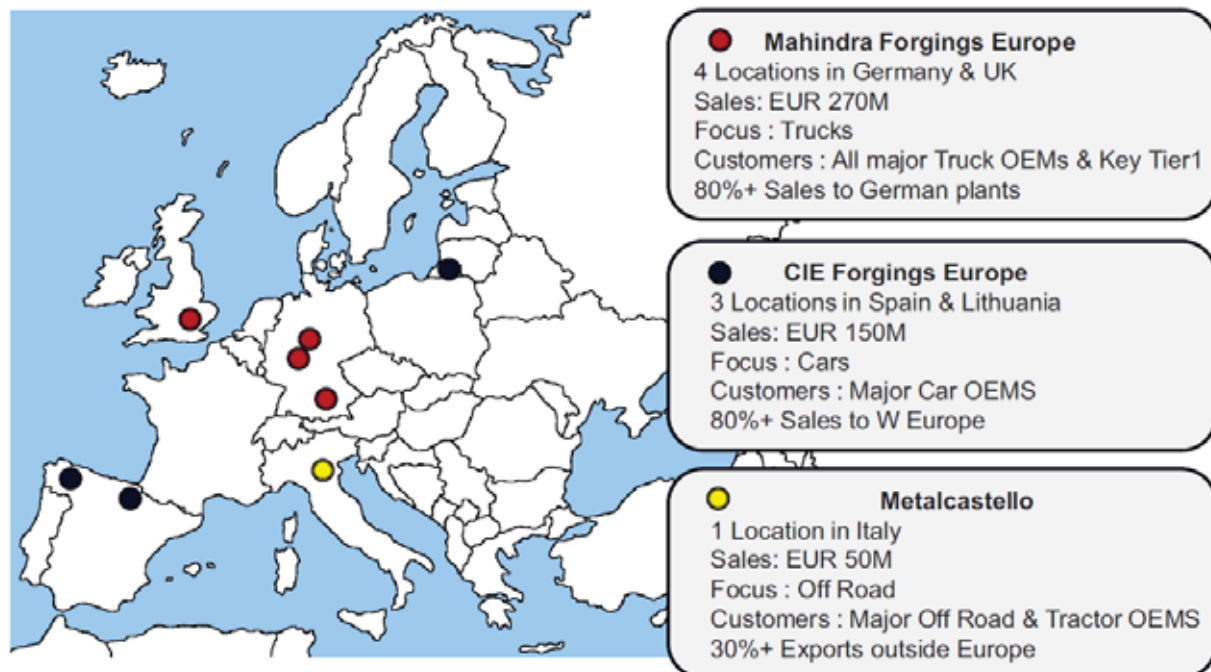 Mahindra Forgings Europe
4 Locations in Germany & UK
Sales: EUR 270M
Focus : Trucks
Customers : All major Truck OEMs & Key Tier1
80%+ Sales to German plants
CIE Forgings Europe
3 Locations in Spain & Lithuania
Sales: EUR 150M
Focus : Cars
Customers : Major Car OEMS
80%+ Sales to W Europe
Metalcastello
1 Location in Italy
Sales: EUR 50M
Focus : Off Road
Customers : Major Off Road & Tractor OEMS
30%+ Exports outside Europe